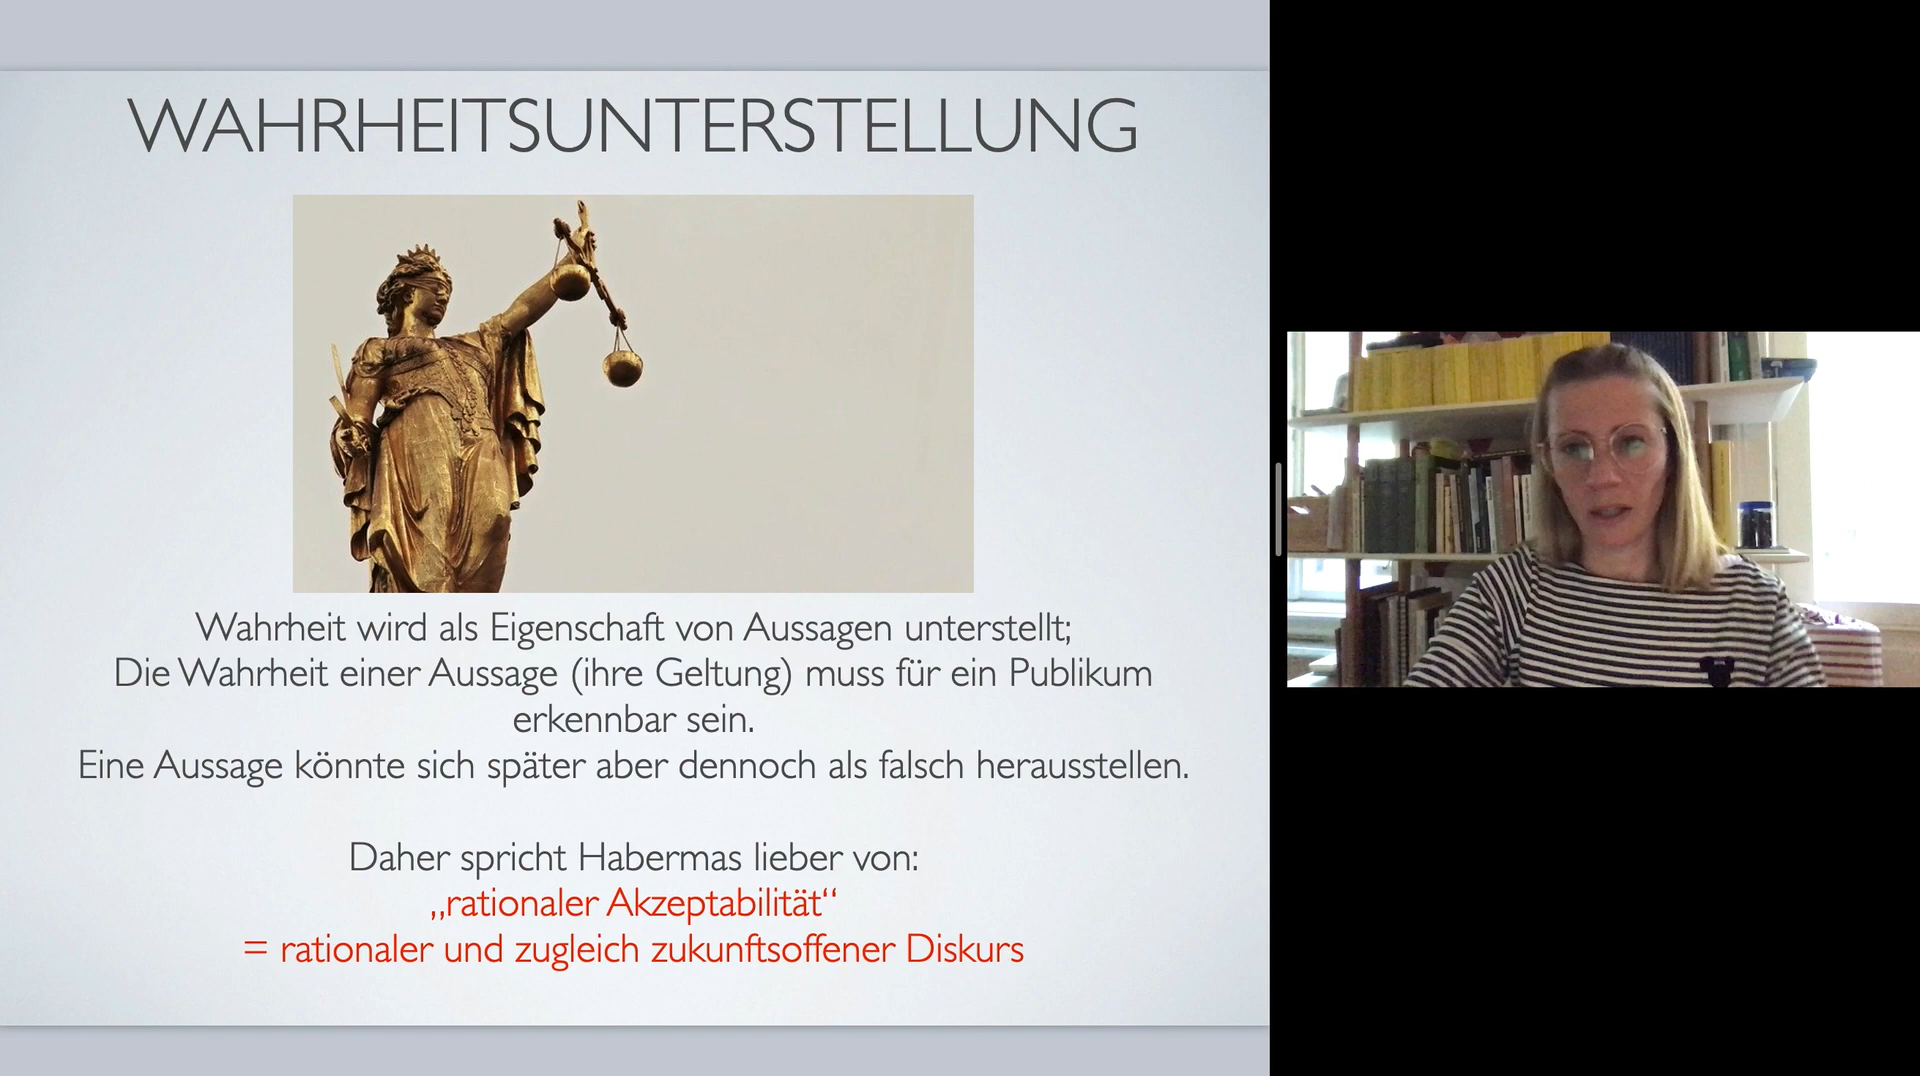 WAHRHEITSUNTERSTELLUNG
Wahrheit wird als Eigenschaft von Aussagen unterstellt;
Die Wahrheit einer Aussage (ihre Geltung) muss für ein Publikum
erkennbar sein.
Eine Aussage könnte sich später aber dennoch als falsch herausstellen.
Daher spricht Habermas lieber von:
„rationaler Akzeptabilität“
= rationaler und zugleich zukunftsoffener Diskurs